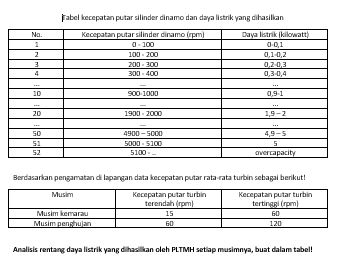 Tabel kecepatan putar silinder dinamo dan daya listrik yang dihasilkan
No. Kecepatan putar silinder dinamo (rpm) Daya listrik (kilowatt)
1 0 - 100 0-0,1
2 100 - 200 0,1-0,2
3 200 - 300 0,2-0,3
4 300 - 400 0,3-0,4
... ... ...
10 900-1000 0,9-1
... ... ...
20 1900 - 2000 1,9 – 2
... ... ...
50 4900 – 5000 4,9 – 5
51 5000 - 5100 5
52 5100 - .. overcapacity
Berdasarkan pengamatan di lapangan data kecepatan putar rata-rata turbin sebagai berikut!
Musim Kecepatan putar turbin Kecepatan putar turbin
terendah (rpm) tertinggi (rpm)
Musim kemarau 15 60
Musim penghujan 60 120
Analisis rentang daya listrik yang dihasilkan oleh PLTMH setiap musimnya, buat dalam tabel!